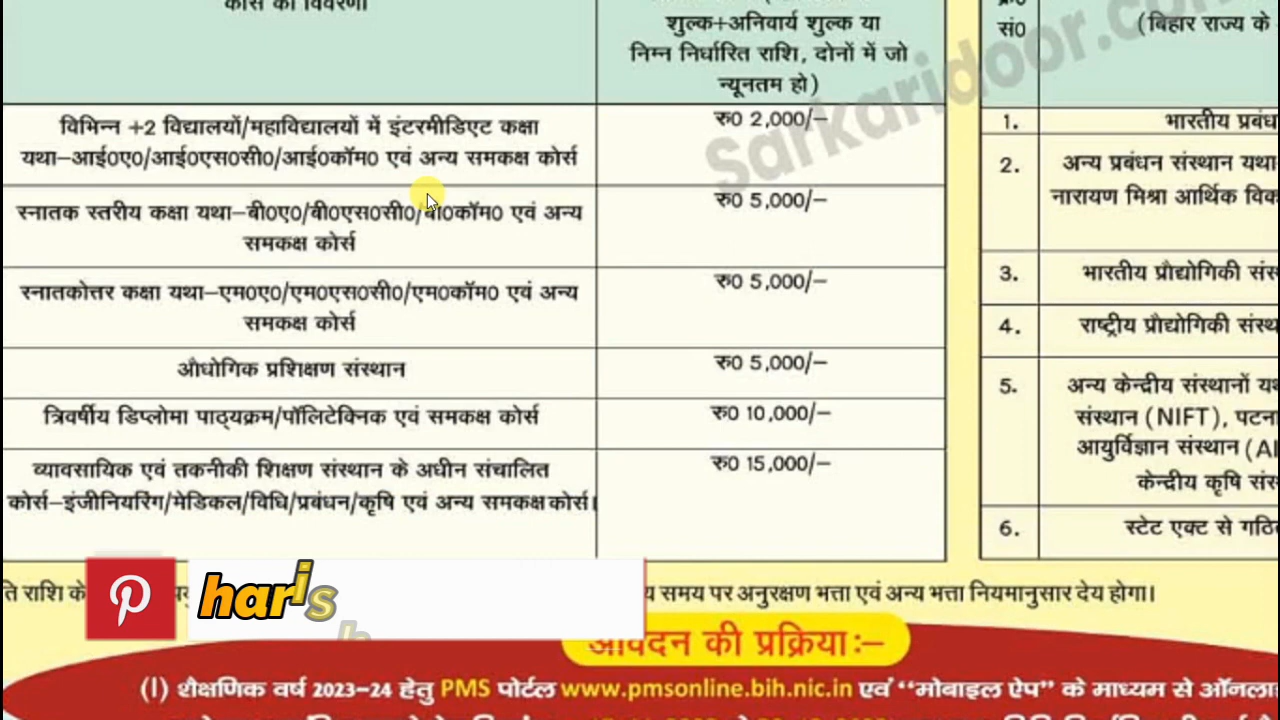 कोर्स का विवरण।
शुल्क+अनिवार्य शुल्क या
निम्न निर्धारित राशि, दोनों में जो
न्यूनतम हो)
विभिन्न +2 विद्यालयों/महाविद्यालयों में इंटरमीडिएट कक्षा
यथा–आई0ए0/आई0एस0सी0/आई0कॉम0 एवं अन्य समकक्ष कोर्स
रु0 2,000/–
स्नातक स्तरीय कक्षा यथा–बी0ए0/बी0एस0सी0/बी0कॉम0 एवं अन्य
समकक्ष कोर्स
रु0 5,000/–
स्नातकोत्तर कक्षा यथा–एम0ए0/एम0एस0सी0/एम0कॉम0 एवं अन्य
समकक्ष कोर्स
रु0 5,000/–
औधोगिक प्रशिक्षण संस्थान
रु0 5,000/–
त्रिवर्षीय डिप्लोमा पाठ्यक्रम/पॉलिटेक्निक एवं समकक्ष कोर्स
रु0 10,000/–
व्यावसायिक एवं तकनीकी शिक्षण संस्थान के अधीन संचालित
कोर्स–इंजीनियरिंग/मेडिकल/विधि/प्रबंधन/कृषि एवं अन्य समकक्ष कोर्स।
रु0 15,000/–
सं0
(बिहार राज्य के
1. भारतीय प्रबंध
2. अन्य प्रबंधन संस्थान यथा
नारायण मिश्रा आर्थिक विक
3. भारतीय प्रौद्योगिकी संस
4. राष्ट्रीय प्रौद्योगिकी संस्थ
5. अन्य केन्द्रीय संस्थानों यथ
संस्थान (NIFT), पटना
आयुर्विज्ञान संस्थान (AI
केन्द्रीय कृषि संस
6. स्टेट एक्ट से गठि
Sarkaridoor.co
ति राशि के
य समय पर अनुरक्षण भत्ता एवं अन्य भत्ता नियमानुसार देय होगा।
haris
आवेदन की प्रक्रिया:–
(I) शैक्षणिक वर्ष 2023–24 हेतु PMS पोर्टल www.pmsonline.bih.nic.in एवं “मोबाइल ऐप” के माध्यम से ऑनला